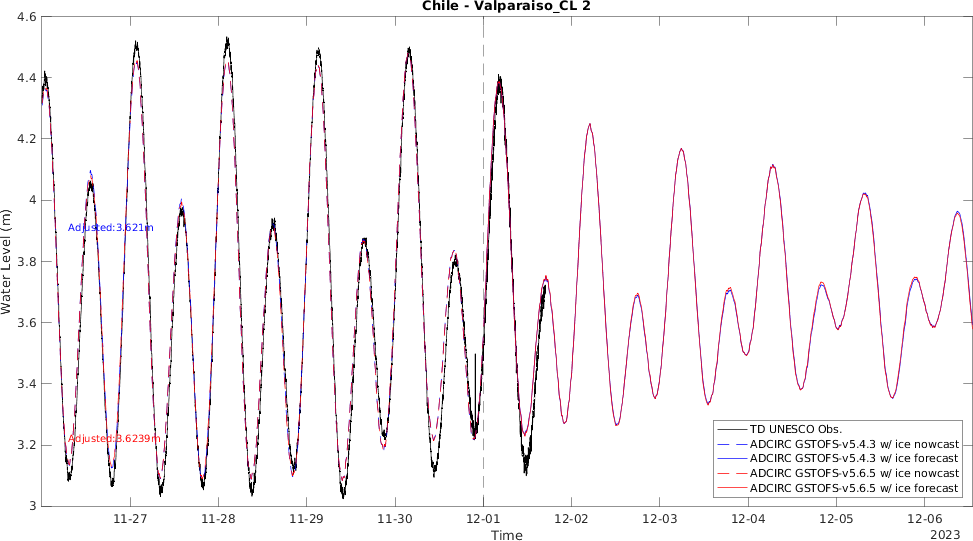 Chile - Valparaiso_CL 2
4.6
4.4
4.2
4
3.8
3.6
3.4
3.2
3
Water Level (m)
Adjusted:3.621m
Adjusted:3.6239m
TD UNESCO Obs.
ADCIRC GSTOFS-v5.4.3 w/ ice nowcast
ADCIRC GSTOFS-v5.4.3 w/ ice forecast
ADCIRC GSTOFS-v5.6.5 w/ ice nowcast
ADCIRC GSTOFS-v5.6.5 w/ ice forecast
11-27 11-28 11-29 11-30 12-01 12-02 12-03 12-04 12-05 12-06
Time 2023